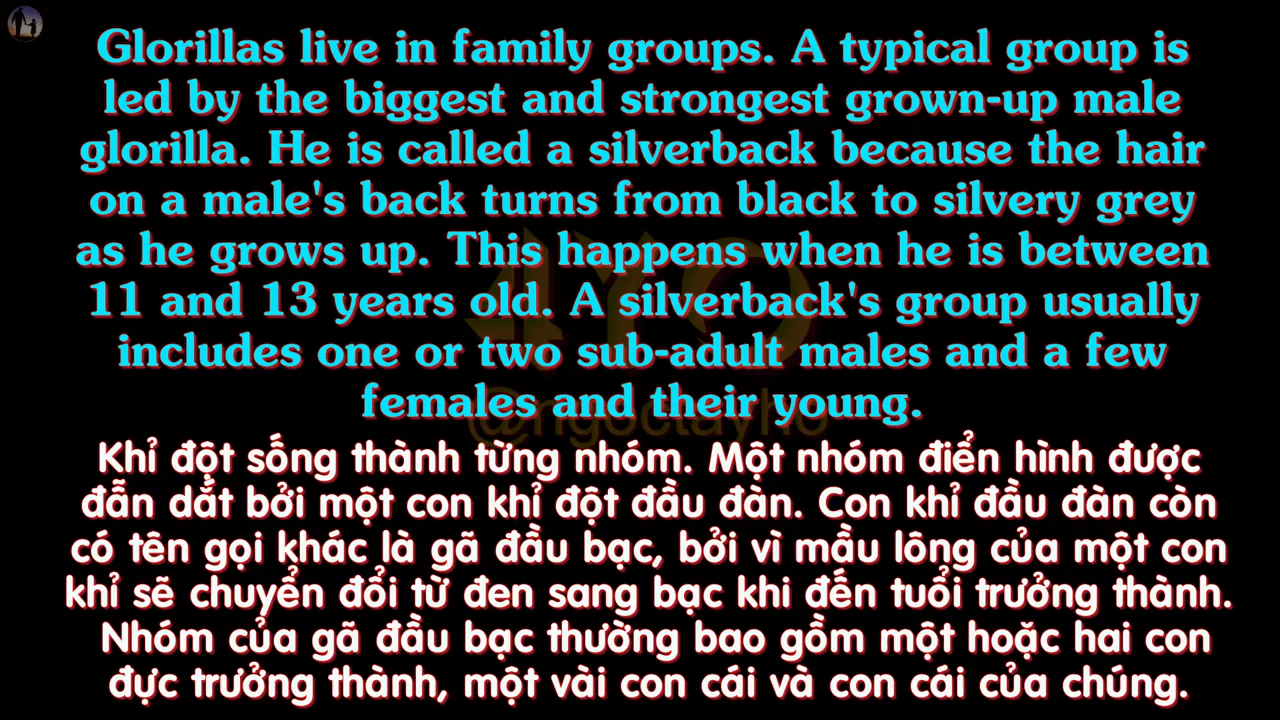 Glorillas live in family groups. A typical group is
led by the biggest and strongest grown-up male
glorilla. He is called a silverback because the hair
on a male's back turns from black to silvery grey
as he grows up. This happens when he is between
11 and 13 years old. A silverback's group usually
includes one or two sub-adult males and a few
females and their young.
4YO
@ngoctayho
Khỉ đột sống thành từng nhóm. Một nhóm điển hình được
đẫn dắt bởi một con khỉ đột đầu đàn. Con khỉ đầu đàn còn
có tên gọi khác là gã đầu bạc, bởi vì mầu lông của một con
khỉ sẽ chuyển đổi từ đen sang bạc khi đến tuổi trưởng thành.
Nhóm của gã đầu bạc thường bao gồm một hoặc hai con
đực trưởng thành, một vài con cái và con cái của chúng.